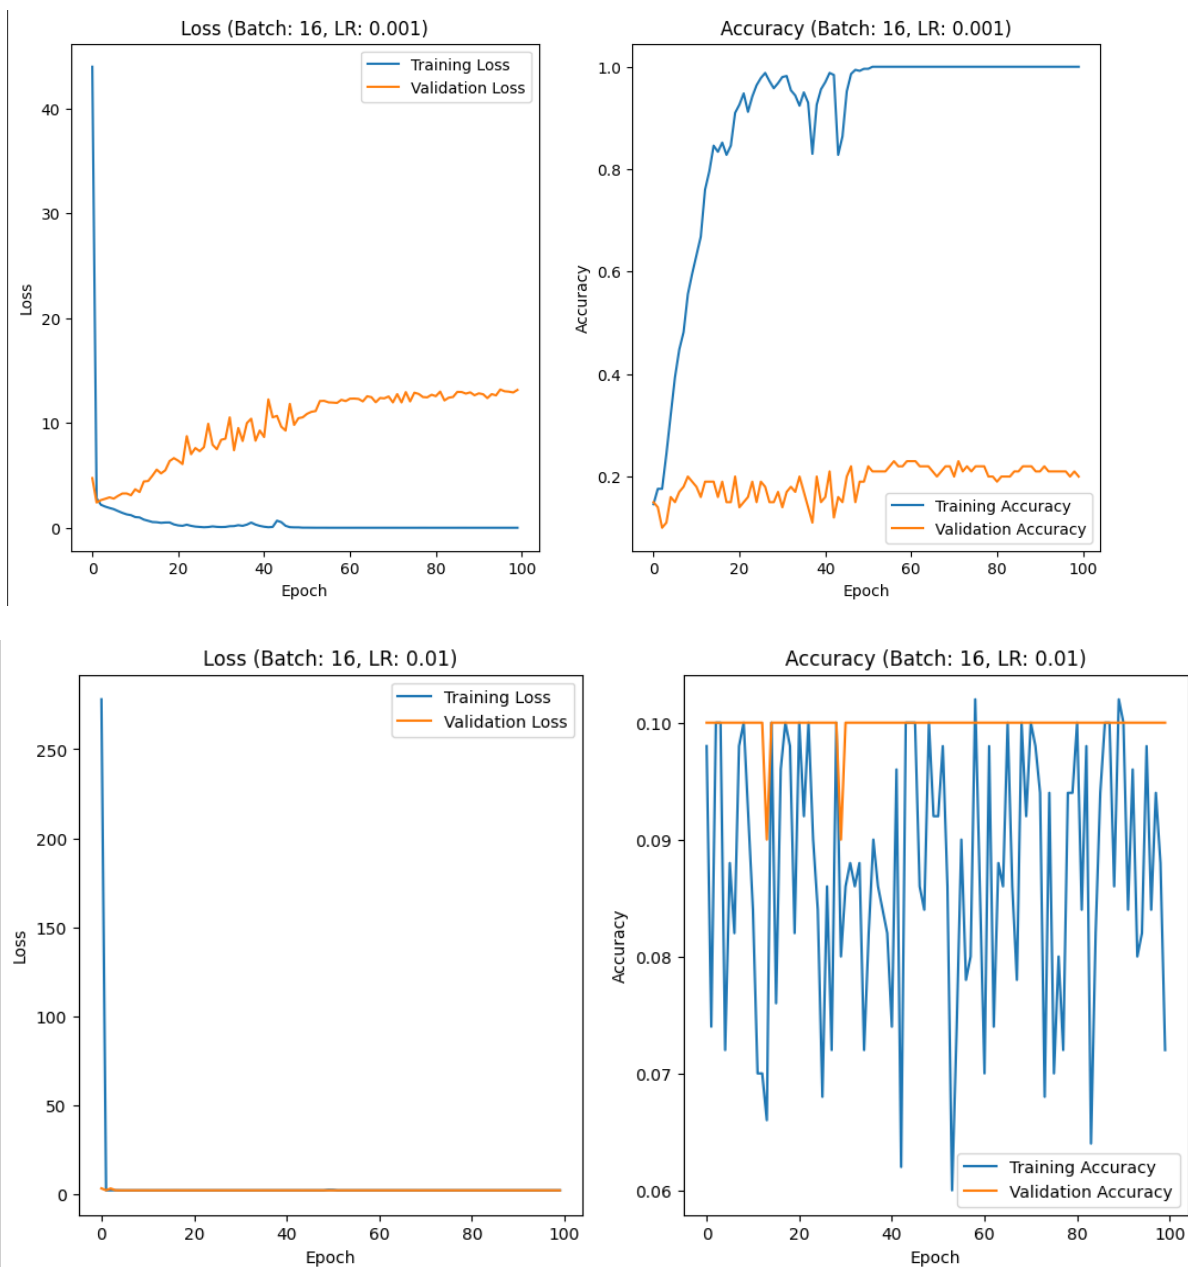 Loss (Batch: 16, LR: 0.001)
Training Loss
Validation Loss
40
30
20
10
0
Loss
0 20 40 60 80 100
Epoch
Accuracy (Batch: 16, LR: 0.001)
1.0
0.8
0.6
0.4
0.2
Accuracy
Training Accuracy
Validation Accuracy
0 20 40 60 80 100
Epoch
Loss (Batch: 16, LR: 0.01)
Training Loss
Validation Loss
250
200
150
100
50
0
Loss
0 20 40 60 80 100
Epoch
Accuracy (Batch: 16, LR: 0.01)
0.10
0.09
0.08
0.07
0.06
Accuracy
Training Accuracy
Validation Accuracy
0 20 40 60 80 100
Epoch